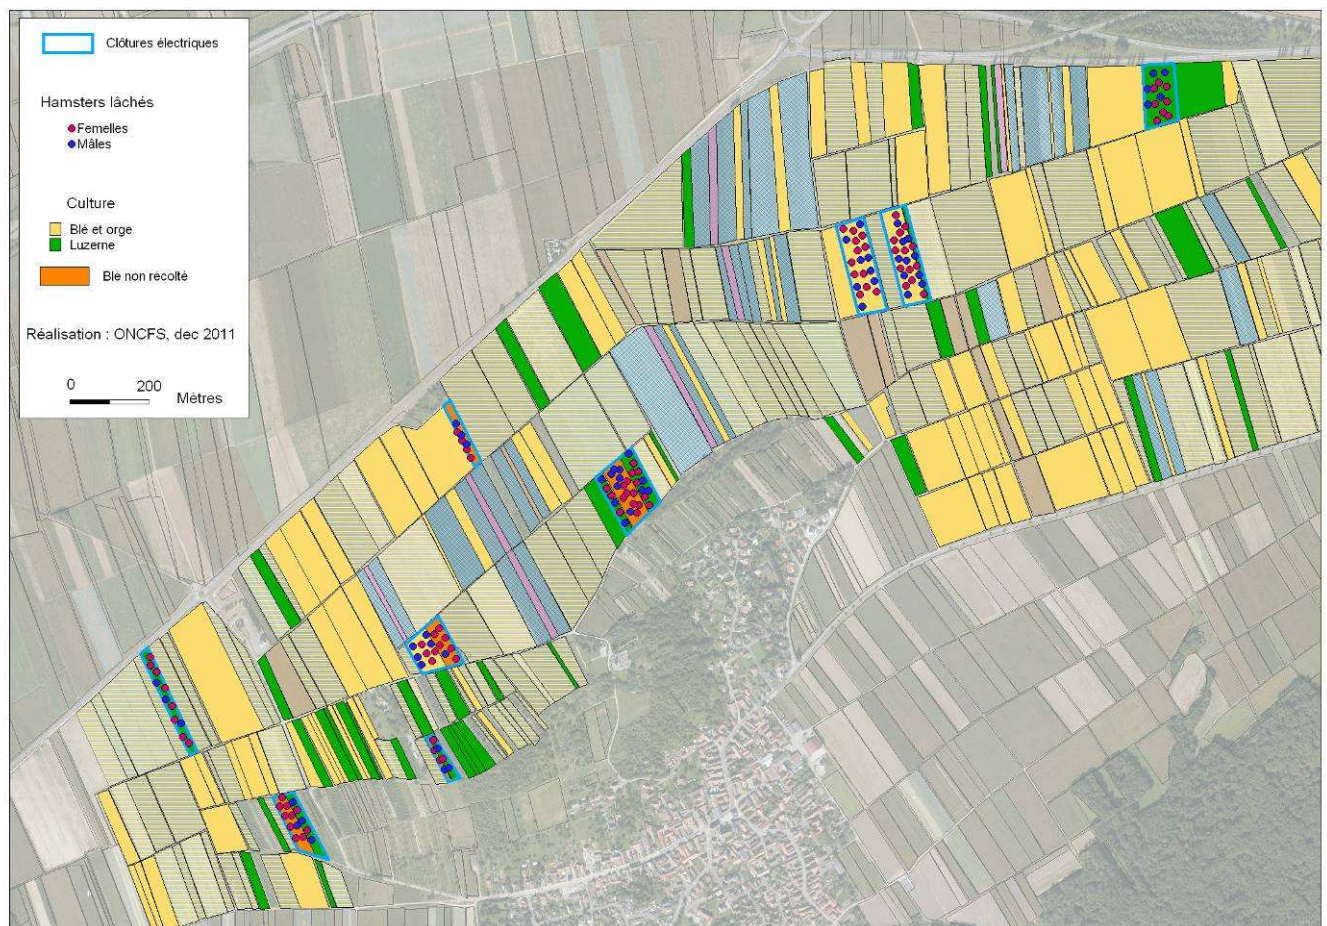 Clôtures électriques
Hamsters lâchés
Femelles
Mâles
Culture
Blé et orge
Luzerne
Blé non récolté
Réalisation : ONCFS, dec 2011
0 200 Mètres